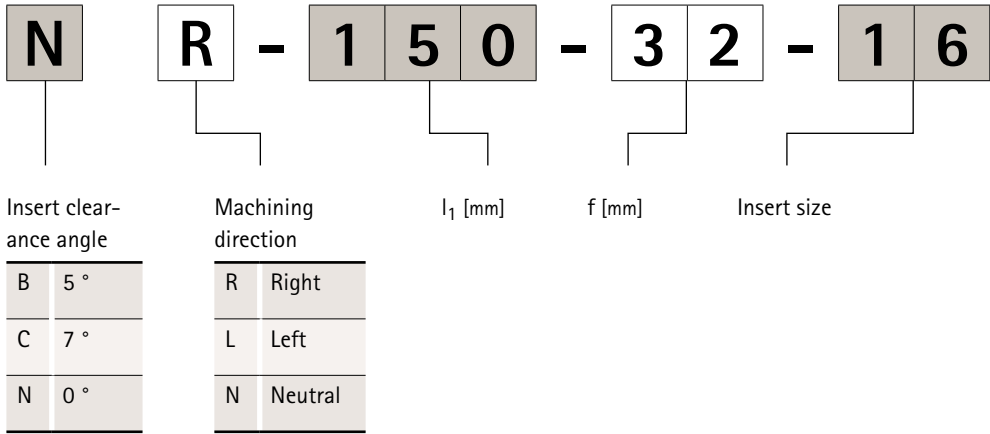 N R - 1 5 0 - 3 2 - 1 6
Insert clear-
ance angle
B 5 °
C 7 °
N 0 °
Machining
direction
R Right
L Left
N Neutral
l1 [mm]
f [mm]
Insert size